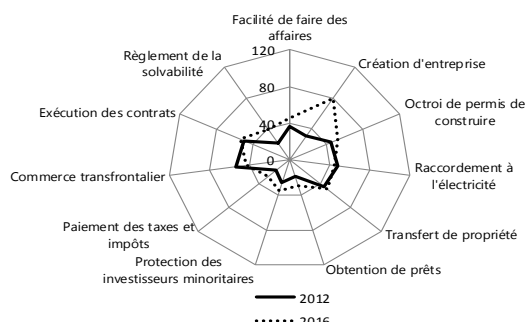 Facilité de faire des
affaires
120
Règlement de la
solvabilité
Création d'entreprise
80
Exécution des contrats
Octroi de permis de
construire
40
0
Commerce transfrontalier
Raccordement à
l'électricité
Paiement des taxes et
impôts
Transfert de propriété
Protection des
investisseurs minoritaires
Obtention de prêts
2012
2016